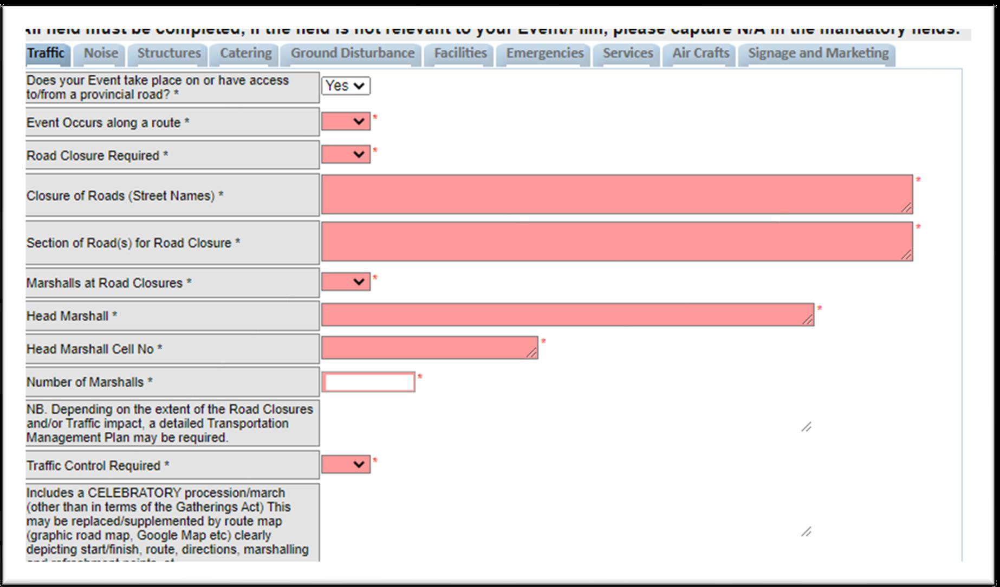 All field must be completed, if the field is not relevant to your Event/Film, please capture N/A in the mandatory fields.
Traffic Noise Structures Catering Ground Disturbance Facilities Emergencies Services Air Crafts Signage and Marketing
Does your Event take place on or have access
to/from a provincial road? *
Yes
Event Occurs along a route *
*
Road Closure Required *
*
Closure of Roads (Street Names) *
*
Section of Road(s) for Road Closure *
*
Marshalls at Road Closures *
*
Head Marshall *
*
Head Marshall Cell No *
*
Number of Marshalls *
*
NB. Depending on the extent of the Road Closures
and/or Traffic impact, a detailed Transportation
Management Plan may be required.
Traffic Control Required *
*
Includes a CELEBRATORY procession/march
(other than in terms of the Gatherings Act) This
may be replaced/supplemented by route map
(graphic road map, Google Map etc) clearly
depicting start/finish, route, directions, marshalling
and refreshment points,